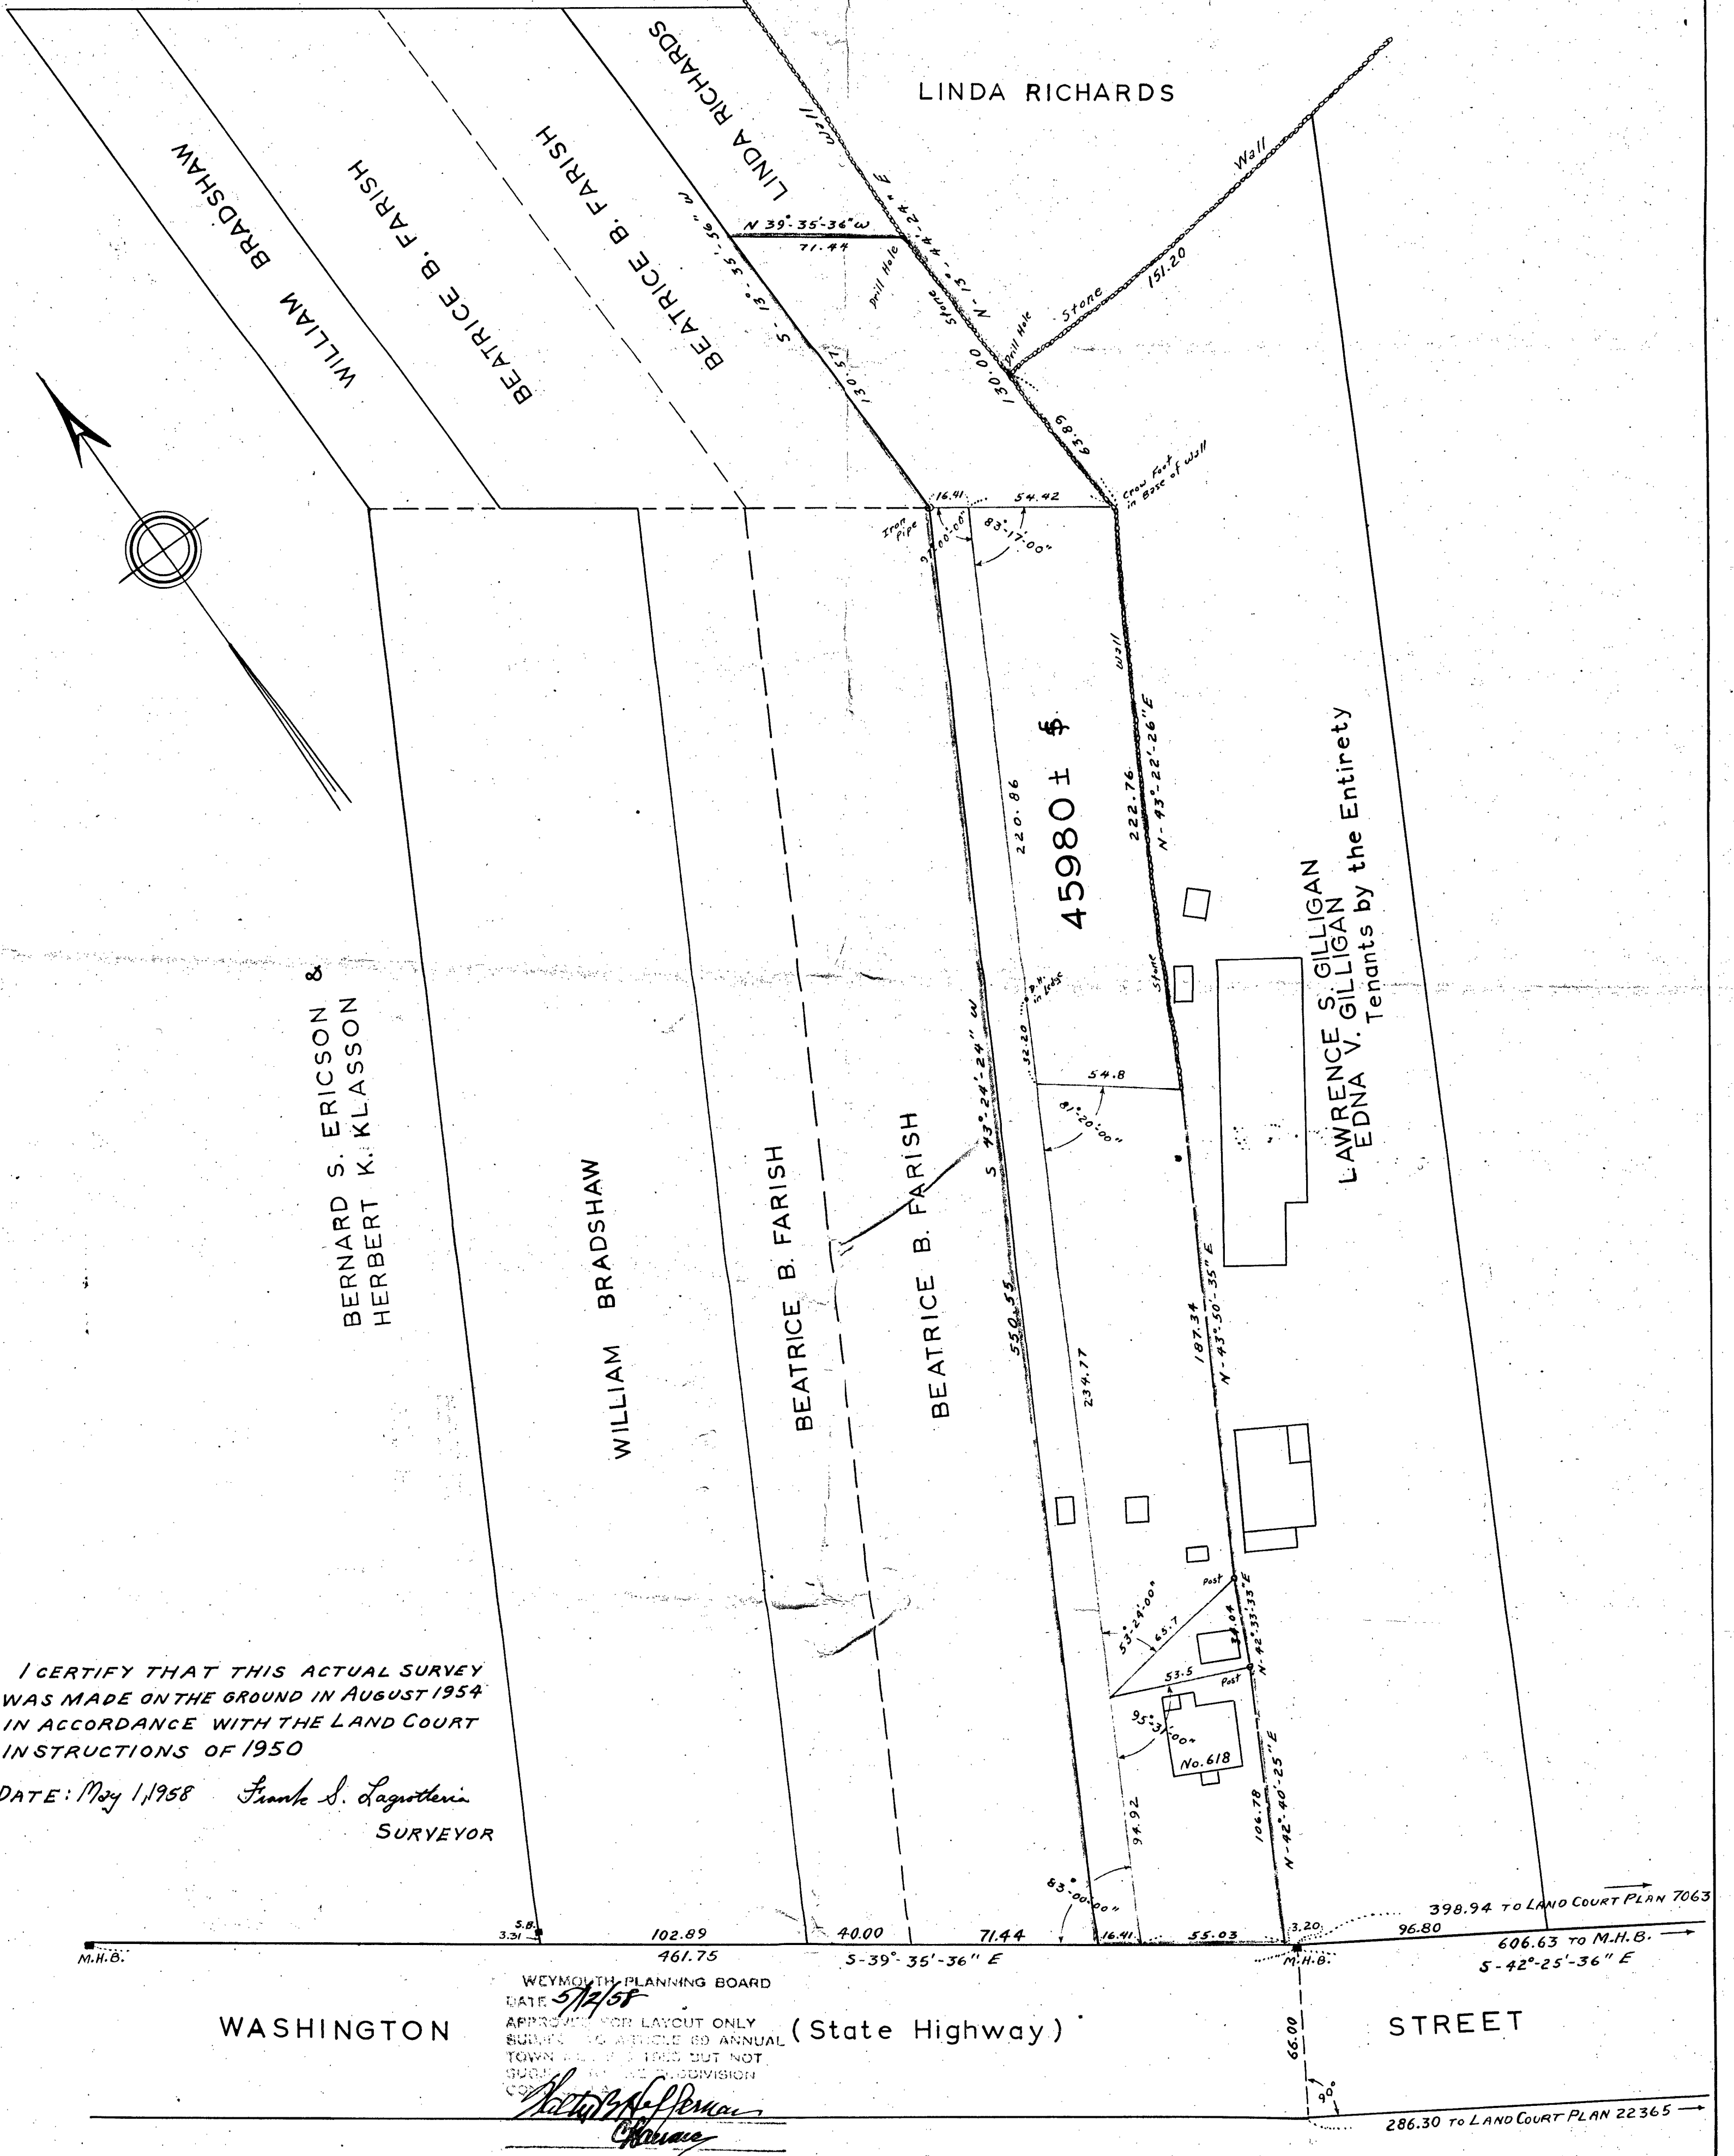 LINDA RICHARDS
LINDA RICHARDS
WILLIAM BRADSHAW
BEATRICE B. FARISH
BEATRICE B. FARISH
Wall
Wall
N 39°-35'-36" W
71.44
S-13°-35'-56" W
130.57
Drill Hole
Stone
N-13°-44'-24" E
130.00
Drill Hole
Stone
151.20
63.89
Crow Foot
in Base of Wall
16.41
54.42
Iron
Pipe
83°-17'-00"
Wall
220.86
45980 ±
222.76
N-43°-22'-26" E
Stone
LAWRENCE S. GILLIGAN
EDNA V. GILLIGAN
Tenants by the Entirety
BERNARD S. ERICSON &
HERBERT K. KLASSON
WILLIAM BRADSHAW
BEATRICE B. FARISH
BEATRICE B. FARISH
S 43°-24'-24" W
550.55
32.20
54.8
81°-20'-00"
187.34
N-43°-50'-35" E
234.77
Post
53°-24'-00"
65.7
N-42°-33'-33" E
53.5
Post
95°-31'-00"
No. 618
94.92
106.78
N-42°-40'-25" E
83°-00'-00"
I CERTIFY THAT THIS ACTUAL SURVEY
WAS MADE ON THE GROUND IN AUGUST 1954
IN ACCORDANCE WITH THE LAND COURT
INSTRUCTIONS OF 1950
DATE: May 1, 1958 Frank S. Lagrotteria
SURVEYOR
398.94 TO LAND COURT PLAN 7063
S.B.
3.31
102.89
40.00
71.44
16.41
55.03
3.20
96.80
606.63 TO M.H.B.
M.H.B.
461.75
S-39°-35'-36" E
M.H.B.
S-42°-25'-36" E
WEYMOUTH PLANNING BOARD
DATE 5/12/58
APPROVED FOR LAYOUT ONLY
ANNUAL
TOWN BUT NOT
SUBDIVISION
WASHINGTON (State Highway) STREET
66.00
90°
286.30 TO LAND COURT PLAN 22365
Chairman